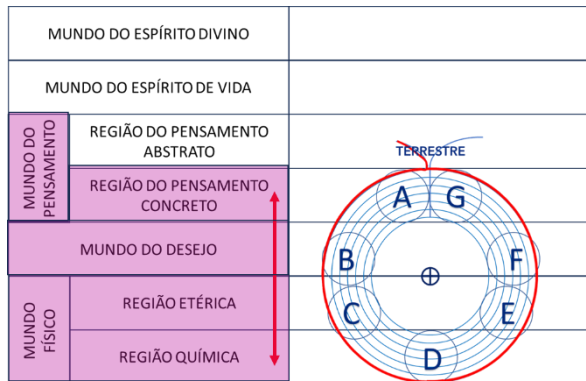 MUNDO DO ESPÍRITO DIVINO
MUNDO DO ESPÍRITO DE VIDA
MUNDO DO
PENSAMENTO
REGIÃO DO PENSAMENTO
ABSTRATO
REGIÃO DO PENSAMENTO
CONCRETO
MUNDO DO DESEJO
MUNDO
FÍSICO
REGIÃO ETÉRICA
REGIÃO QUÍMICA
TERRESTRE
A G
B F
C E
D